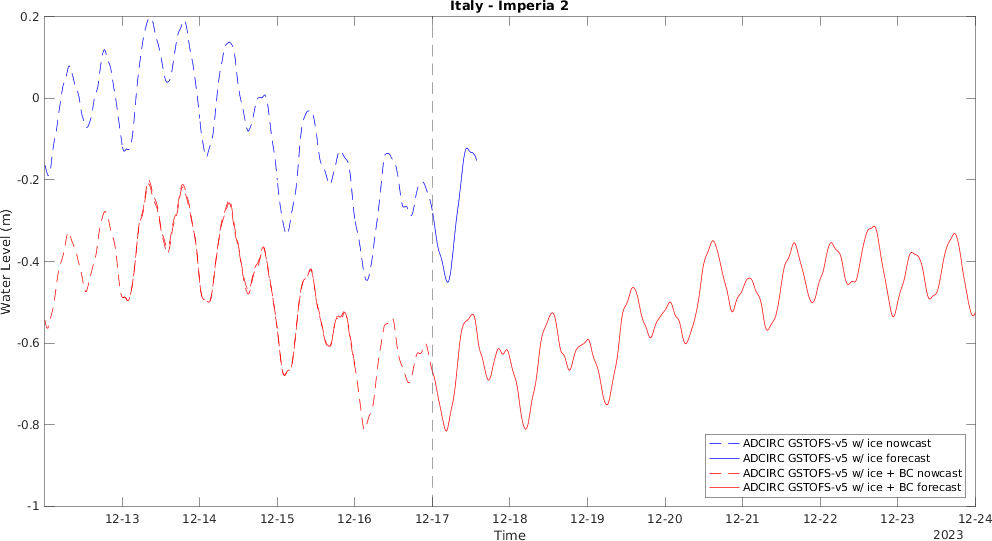 Italy - Imperia 2
Water Level (m)
0.2
0
-0.2
-0.4
-0.6
-0.8
-1
ADCIRC GSTOFS-v5 w/ ice nowcast
ADCIRC GSTOFS-v5 w/ ice forecast
ADCIRC GSTOFS-v5 w/ ice + BC nowcast
ADCIRC GSTOFS-v5 w/ ice + BC forecast
12-13 12-14 12-15 12-16 12-17 12-18 12-19 12-20 12-21 12-22 12-23 12-24
Time
2023